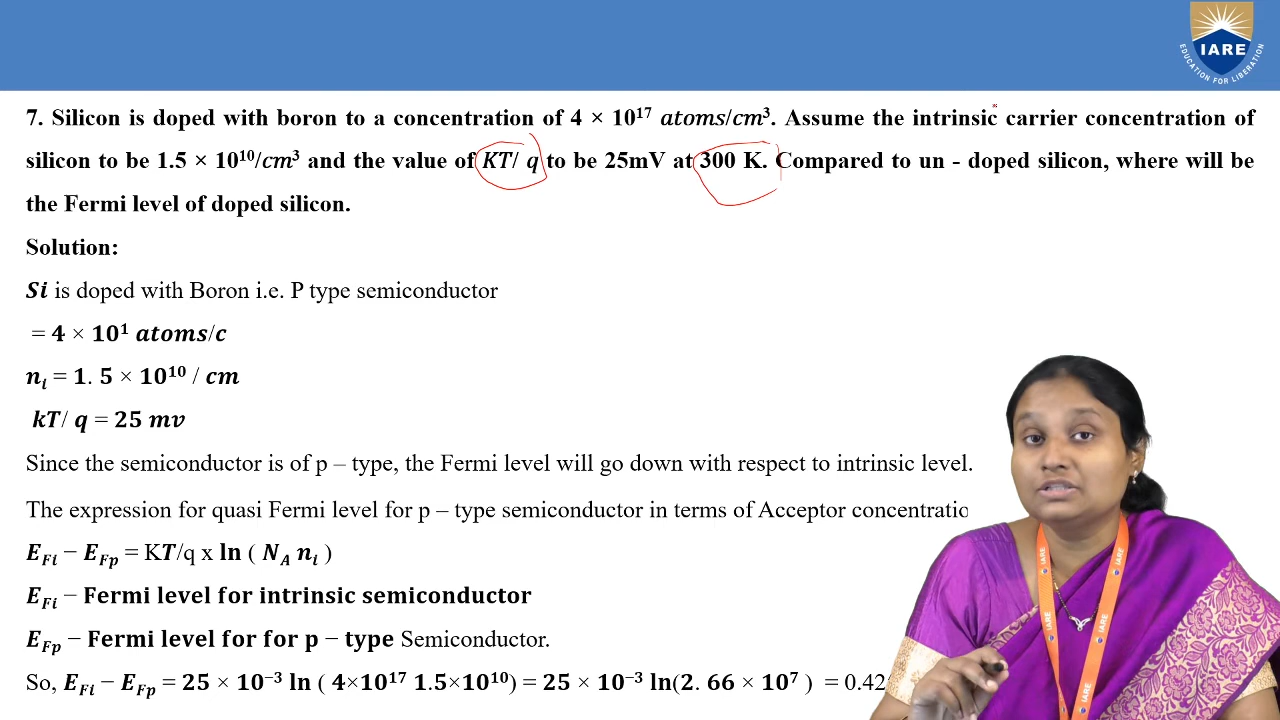 IARE
EDUCATION FOR LIBERATION
7. Silicon is doped with boron to a concentration of 4 × 10¹⁷ atoms/cm³. Assume the intrinsic carrier concentration of
silicon to be 1.5 × 10¹⁰/cm³ and the value of KT/ q to be 25mV at 300 K. Compared to un - doped silicon, where will be
the Fermi level of doped silicon.
Solution:
Si is doped with Boron i.e. P type semiconductor
= 4 × 10¹ atoms/c
nᵢ = 1. 5 × 10¹⁰ / cm
kT/ q = 25 mv
Since the semiconductor is of p – type, the Fermi level will go down with respect to intrinsic level.
The expression for quasi Fermi level for p – type semiconductor in terms of Acceptor concentratio
E_Fi − E_Fp = KT/q x ln ( N_A nᵢ )
E_Fi − Fermi level for intrinsic semiconductor
E_Fp − Fermi level for for p − type Semiconductor.
So, E_Fi − E_Fp = 25 × 10⁻³ ln ( 4×10¹⁷ 1.5×10¹⁰) = 25 × 10⁻³ ln(2. 66 × 10⁷ ) = 0.42
IARE
IARE
IARE